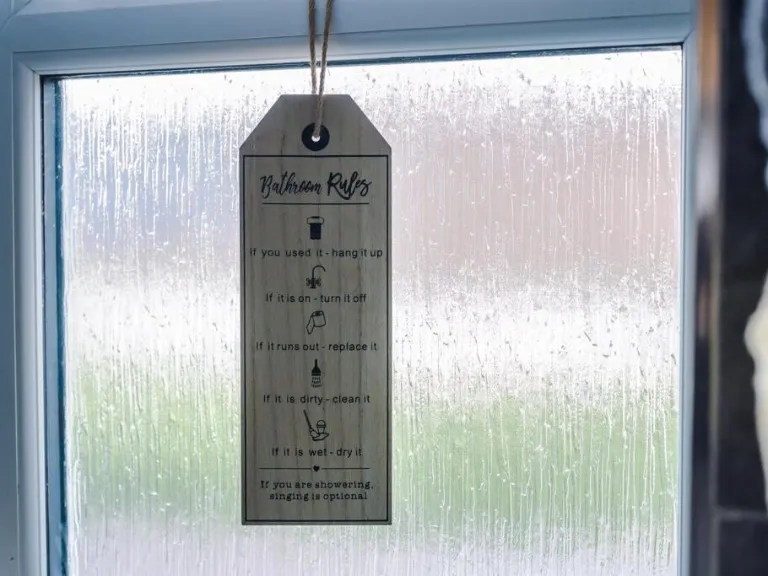 Bathroom Rules
If you used it - hang it up
If it is on - turn it off
If it runs out - replace it
If it is dirty - clean it
If it is wet - dry it
If you are showering,
singing is optional